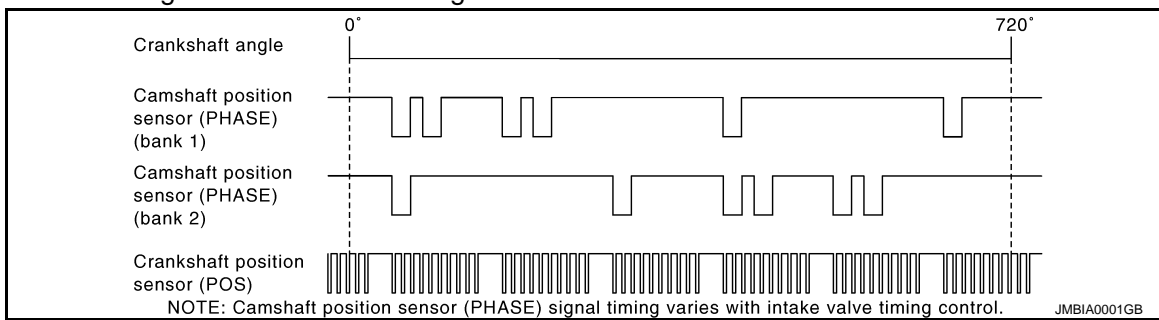 0˚ 720˚
Crankshaft angle
Camshaft position
sensor (PHASE)
(bank 1)
Camshaft position
sensor (PHASE)
(bank 2)
Crankshaft position
sensor (POS)
NOTE: Camshaft position sensor (PHASE) signal timing varies with intake valve timing control.
JMBIA0001GB